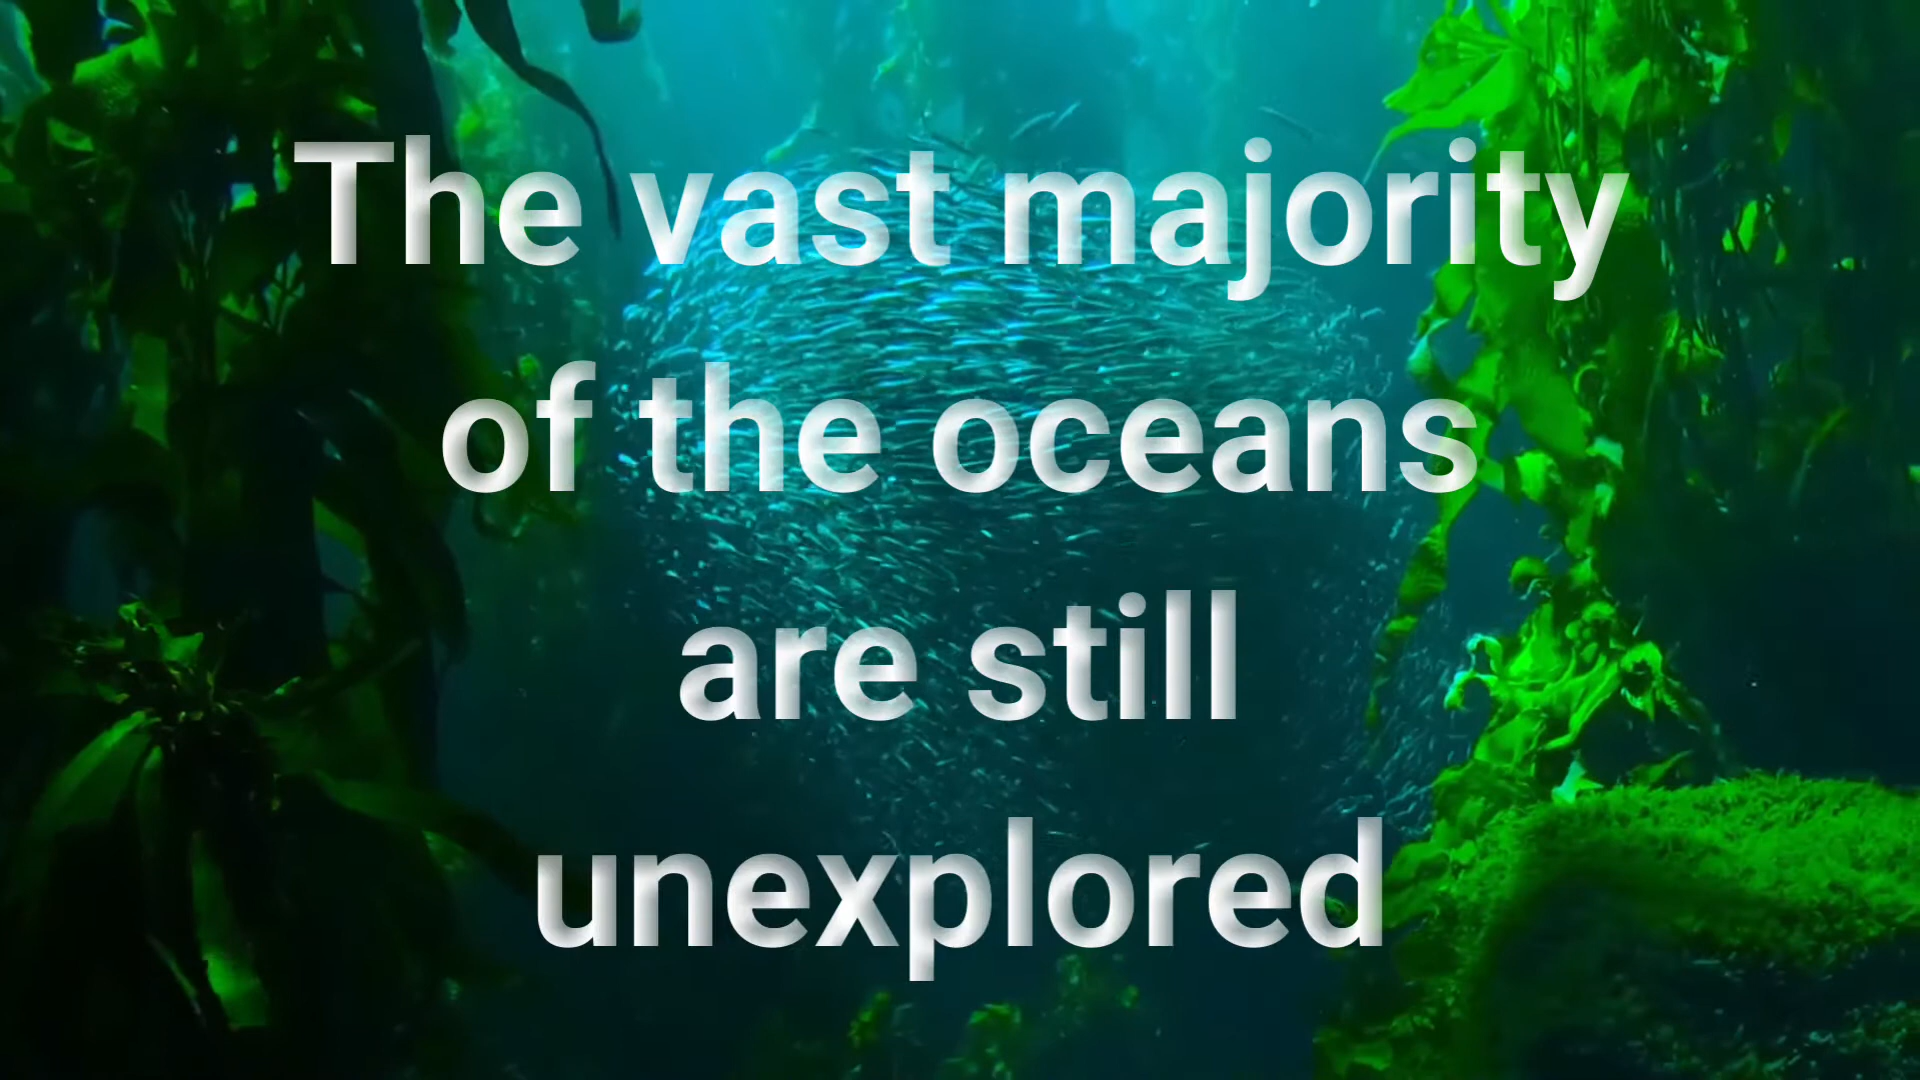 The vast majority
of the oceans
are still
unexplored